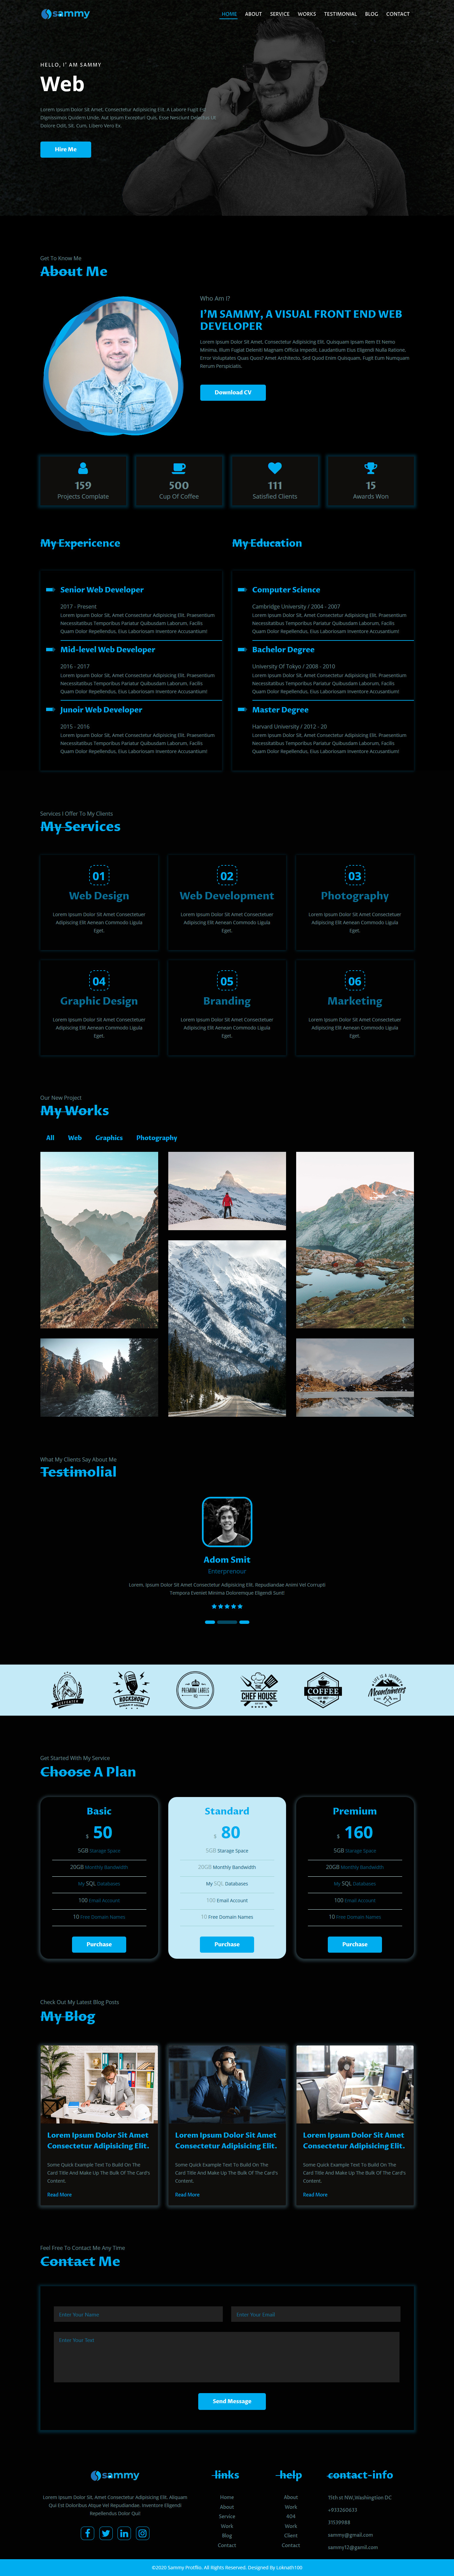 sammy
HOME ABOUT SERVICE WORKS TESTIMONIAL BLOG CONTACT
HELLO, I' AM SAMMY
Web
Lorem Ipsum Dolor Sit Amet, Consectetur Adipisicing Elit. A Labore Fugit Est
Dignissimos Quidem Unde, Aut Ipsum Excepturi Quis, Esse Nesciunt Delectus Ut
Dolore Odit, Sit. Eum, Libero Vero Ex.
Hire Me
Get To Know Me
About Me
Who Am I?
I'M SAMMY, A VISUAL FRONT END WEB
DEVELOPER
Lorem Ipsum Dolor Sit Amet, Consectetur Adipisicing Elit. Quisquam Ipsam Rem Et Nemo
Minima, Illum Fugiat Deleniti Magnam Officia Impedit, Laudantium Eius Eligendi Nulla Ratione,
Error Voluptates Quas Quos? Amet Architecto, Sed Quod Enim Quisquam. Fugit Eum Numquam
Rerum Perspiciatis.
Download CV
159
Projects Complate
500
Cup Of Coffee
111
Satisfied Clients
15
Awards Won
My Expericence
Senior Web Developer
2017 - Present
Lorem Ipsum Dolor Sit, Amet Consectetur Adipisicing Elit. Praesentium
Necessitatibus Temporibus Pariatur Quibusdam Laborum, Facilis
Quam Dolor Repellendus, Eius Laboriosam Inventore Accusantium!
Mid-level Web Developer
2016 - 2017
Lorem Ipsum Dolor Sit, Amet Consectetur Adipisicing Elit. Praesentium
Necessitatibus Temporibus Pariatur Quibusdam Laborum, Facilis
Quam Dolor Repellendus, Eius Laboriosam Inventore Accusantium!
Junoir Web Developer
2015 - 2016
Lorem Ipsum Dolor Sit, Amet Consectetur Adipisicing Elit. Praesentium
Necessitatibus Temporibus Pariatur Quibusdam Laborum, Facilis
Quam Dolor Repellendus, Eius Laboriosam Inventore Accusantium!
My Education
Computer Science
Cambridge University / 2004 - 2007
Lorem Ipsum Dolor Sit, Amet Consectetur Adipisicing Elit. Praesentium
Necessitatibus Temporibus Pariatur Quibusdam Laborum, Facilis
Quam Dolor Repellendus, Eius Laboriosam Inventore Accusantium!
Bachelor Degree
University Of Tokyo / 2008 - 2010
Lorem Ipsum Dolor Sit, Amet Consectetur Adipisicing Elit. Praesentium
Necessitatibus Temporibus Pariatur Quibusdam Laborum, Facilis
Quam Dolor Repellendus, Eius Laboriosam Inventore Accusantium!
Master Degree
Harvard University / 2012 - 20
Lorem Ipsum Dolor Sit, Amet Consectetur Adipisicing Elit. Praesentium
Necessitatibus Temporibus Pariatur Quibusdam Laborum, Facilis
Quam Dolor Repellendus, Eius Laboriosam Inventore Accusantium!
Services I Offer To My Clients
My Services
01
Web Design
Lorem Ipsum Dolor Sit Amet Consectetuer
Adipiscing Elit Aenean Commodo Ligula
Eget.
02
Web Development
Lorem Ipsum Dolor Sit Amet Consectetuer
Adipiscing Elit Aenean Commodo Ligula
Eget.
03
Photography
Lorem Ipsum Dolor Sit Amet Consectetuer
Adipiscing Elit Aenean Commodo Ligula
Eget.
04
Graphic Design
Lorem Ipsum Dolor Sit Amet Consectetuer
Adipiscing Elit Aenean Commodo Ligula
Eget.
05
Branding
Lorem Ipsum Dolor Sit Amet Consectetuer
Adipiscing Elit Aenean Commodo Ligula
Eget.
06
Marketing
Lorem Ipsum Dolor Sit Amet Consectetuer
Adipiscing Elit Aenean Commodo Ligula
Eget.
Our New Project
My Works
All Web Graphics Photography
What My Clients Say About Me
Testimolial
Adom Smit
Enterprenour
Lorem, Ipsum Dolor Sit Amet Consectetur Adipisicing Elit. Repudiandae Animi Vel Corrupti
Tempora Eveniet Minima Doloremque Eligendi Sunt!
ROCKSHOW
PREMIUM LABELS
CHEF HOUSE
COFFEE
LIFE IS A JOURNEY
Mountaineers
Get Started With My Service
Choose A Plan
Basic
$ 50
5GB Starage Space
20GB Monthly Bandwidth
My SQL Databases
100 Email Account
10 Free Domain Names
Purchase
Standard
$ 80
5GB Starage Space
20GB Monthly Bandwidth
My SQL Databases
100 Email Account
10 Free Domain Names
Purchase
Premium
$ 160
5GB Starage Space
20GB Monthly Bandwidth
My SQL Databases
100 Email Account
10 Free Domain Names
Purchase
Check Out My Latest Blog Posts
My Blog
Lorem Ipsum Dolor Sit Amet
Consectetur Adipisicing Elit.
Some Quick Example Text To Build On The
Card Title And Make Up The Bulk Of The Card's
Content.
Read More
Lorem Ipsum Dolor Sit Amet
Consectetur Adipisicing Elit.
Some Quick Example Text To Build On The
Card Title And Make Up The Bulk Of The Card's
Content.
Read More
Lorem Ipsum Dolor Sit Amet
Consectetur Adipisicing Elit.
Some Quick Example Text To Build On The
Card Title And Make Up The Bulk Of The Card's
Content.
Read More
Feel Free To Contact Me Any Time
Contact Me
Enter Your Name
Enter Your Email
Enter Your Text
Send Message
sammy
Lorem Ipsum Dolor Sit, Amet Consectetur Adipisicing Elit. Aliquam
Qui Est Doloribus Atque Vel Repudiandae. Inventore Eligendi
Repellendus Dolor Qui!
links
Home
About
Service
Work
Blog
Contact
help
About
Work
404
Work
Client
Contact
contact-info
15th st NW,Washington DC
+933260633
31539988
sammy@gmail.com
sammy12@gamil.com
©2020 Sammy Protfilo. All Rights Reserved. Designed By Loknath100